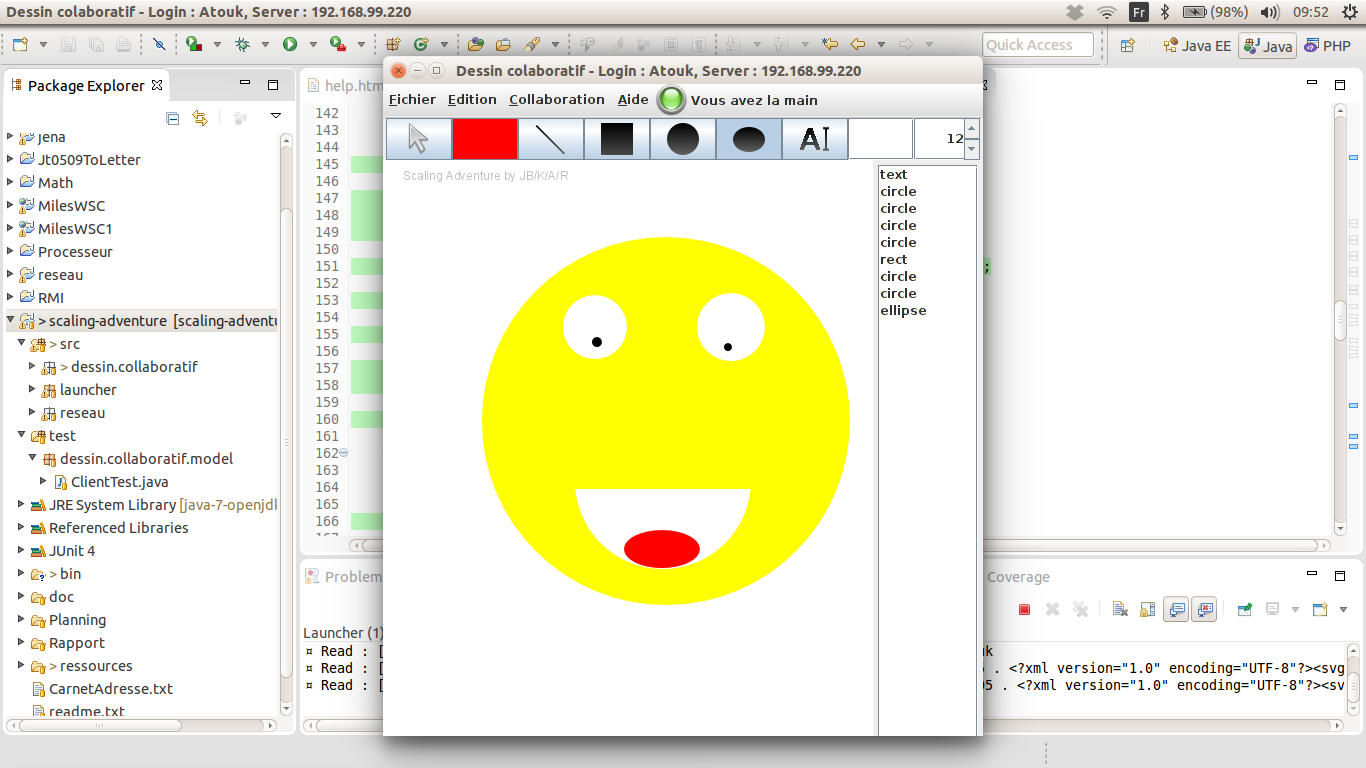 Dessin colaboratif - Login : Atouk, Server : 192.168.99.220
Fr
(98%)
09:52
Quick Access
Java EE
Java
PHP
Package Explorer
Jena
Jt0509ToLetter
Math
MilesWSC
MilesWSC1
Processeur
reseau
RMI
> scaling-adventure [scaling-adventu
> src
> dessin.collaboratif
launcher
reseau
test
dessin.collaboratif.model
ClientTest.java
JRE System Library [java-7-openjdk
Referenced Libraries
JUnit 4
> bin
doc
Planning
Rapport
> ressources
CarnetAdresse.txt
readme.txt
help.htm
142
143
144
145
146
147
148
149
150
151
;
152
153
154
155
156
157
158
159
160
161
162
163
164
165
166
167
Dessin colaboratif - Login : Atouk, Server : 192.168.99.220
Fichier Edition Collaboration Aide Vous avez la main
AI
12
Scaling Adventure by JB/K/A/R
text
circle
circle
circle
circle
rect
circle
circle
ellipse
Problem
Coverage
Launcher (1)
¤ Read : [
uk
¤ Read : [
. <?xml version="1.0" encoding="UTF-8"?><svg
¤ Read : [
05 . <?xml version="1.0" encoding="UTF-8"?><svg